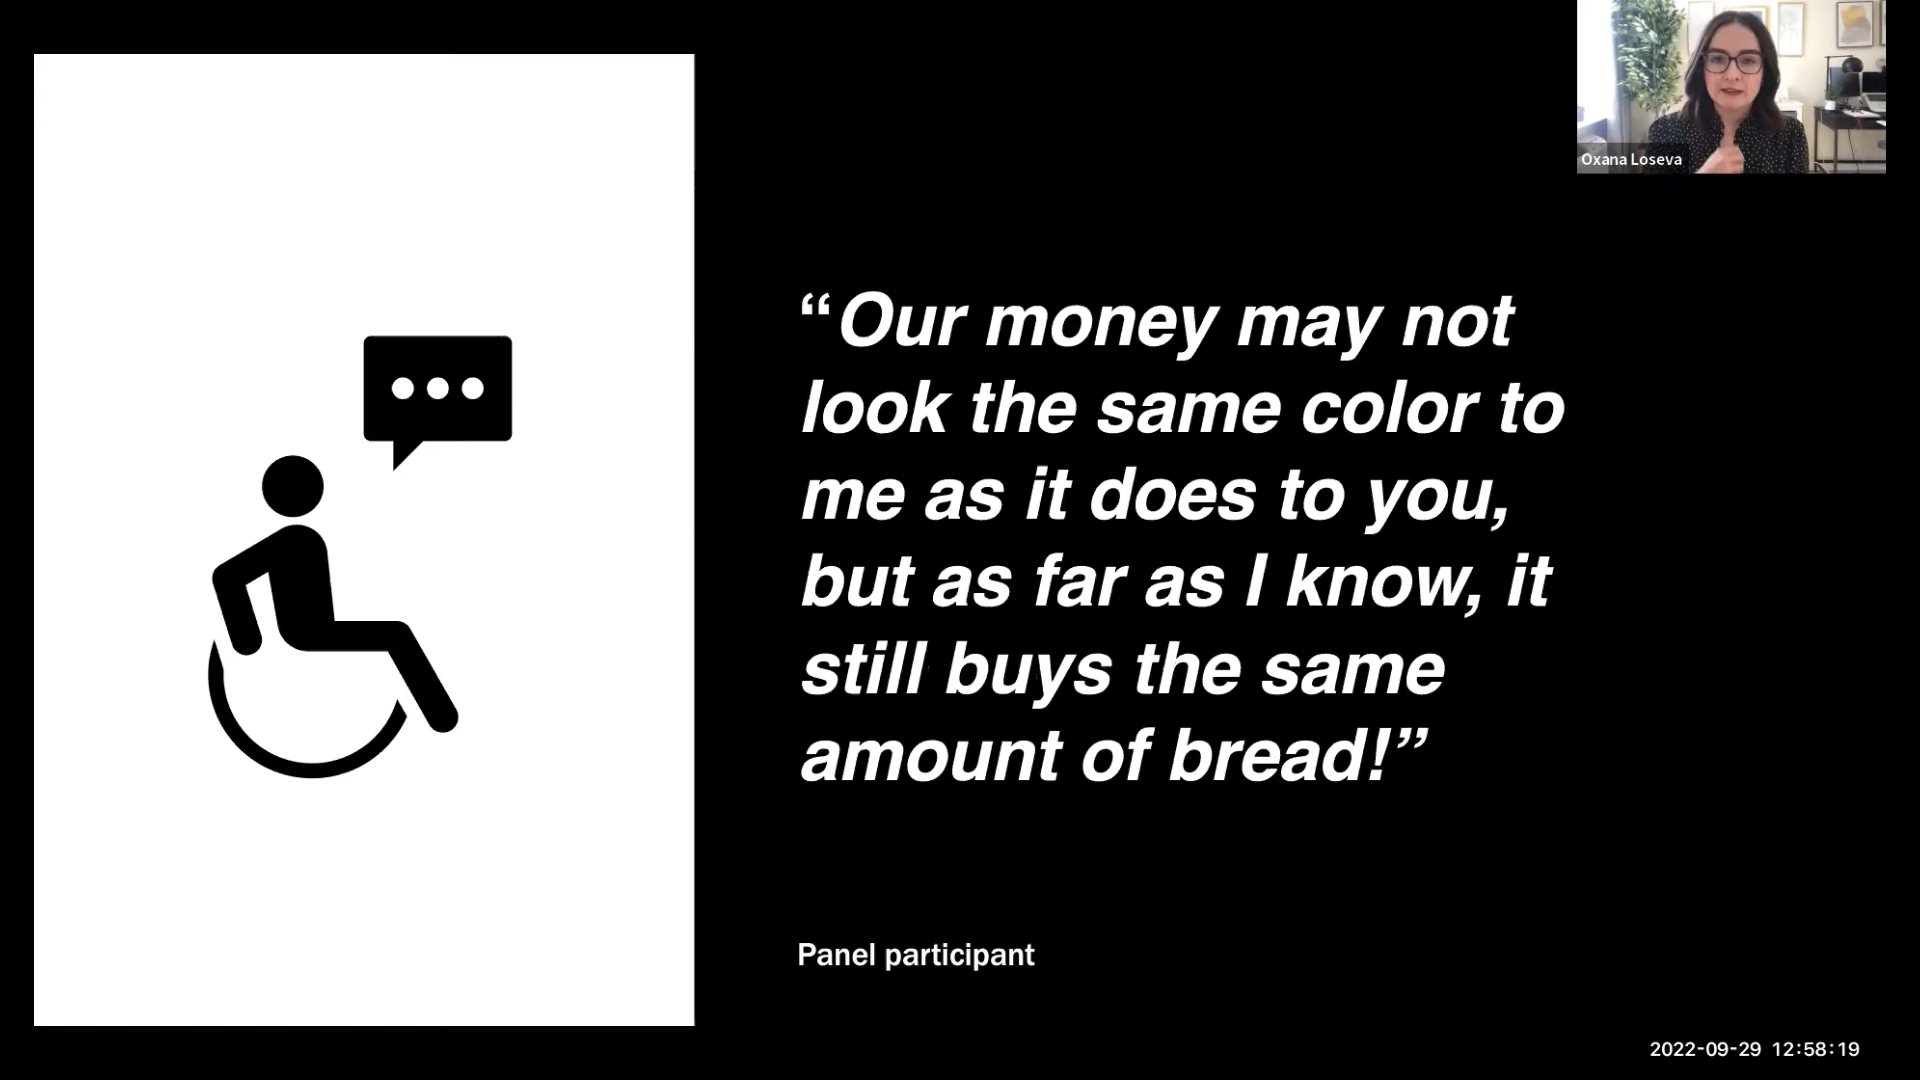 Oxana Loseva
“Our money may not
look the same color to
me as it does to you,
but as far as I know, it
still buys the same
amount of bread!”
Panel participant
2022-09-29 12:58:19